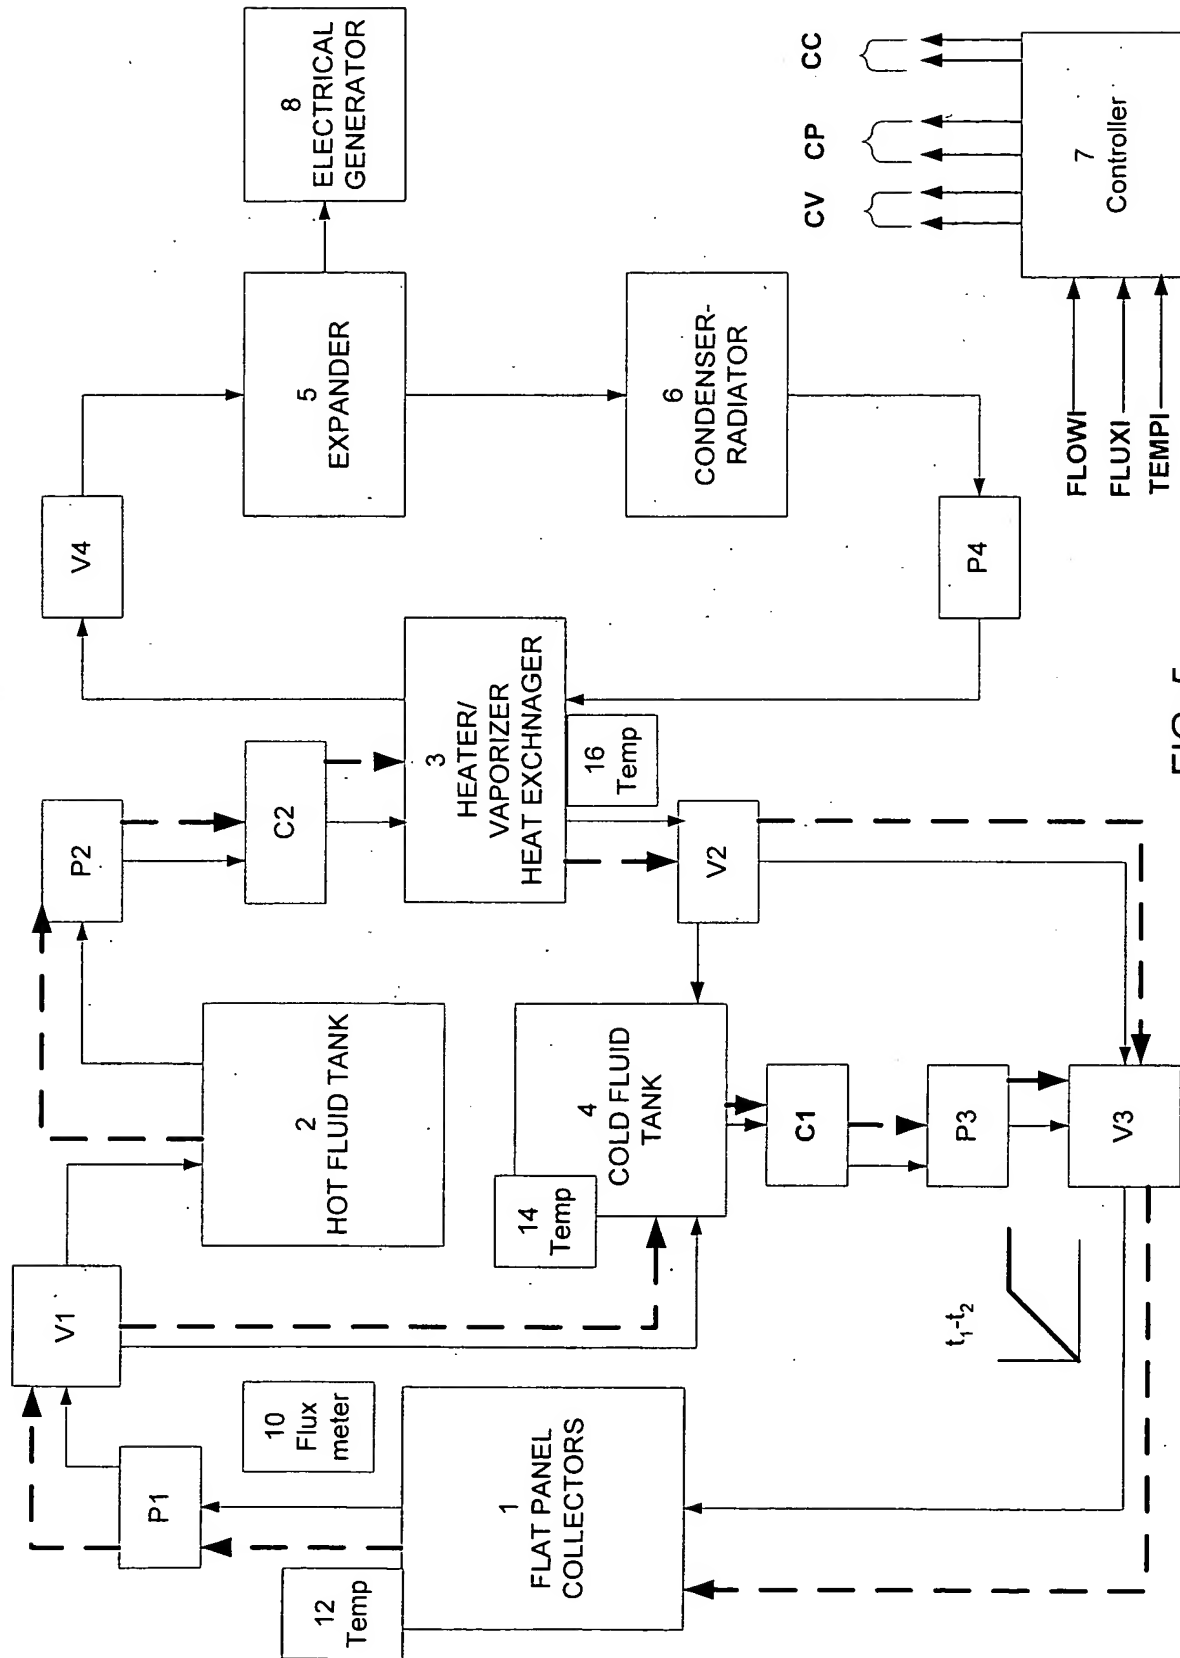 12
Temp
1
FLAT PANEL
COLLECTORS
10
Flux
meter
P1
V1
2
HOT FLUID TANK
14
Temp
4
COLD FLUID
TANK
t₁-t₂
C1
P3
V3
P2
C2
3
HEATER/
VAPORIZER
HEAT EXCHNAGER
16
Temp
V2
V4
5
EXPANDER
8
ELECTRICAL
GENERATOR
6
CONDENSER-
RADIATOR
P4
FLOWI
FLUXI
TEMPI
7
Controller
CV
CP
CC
FIG.